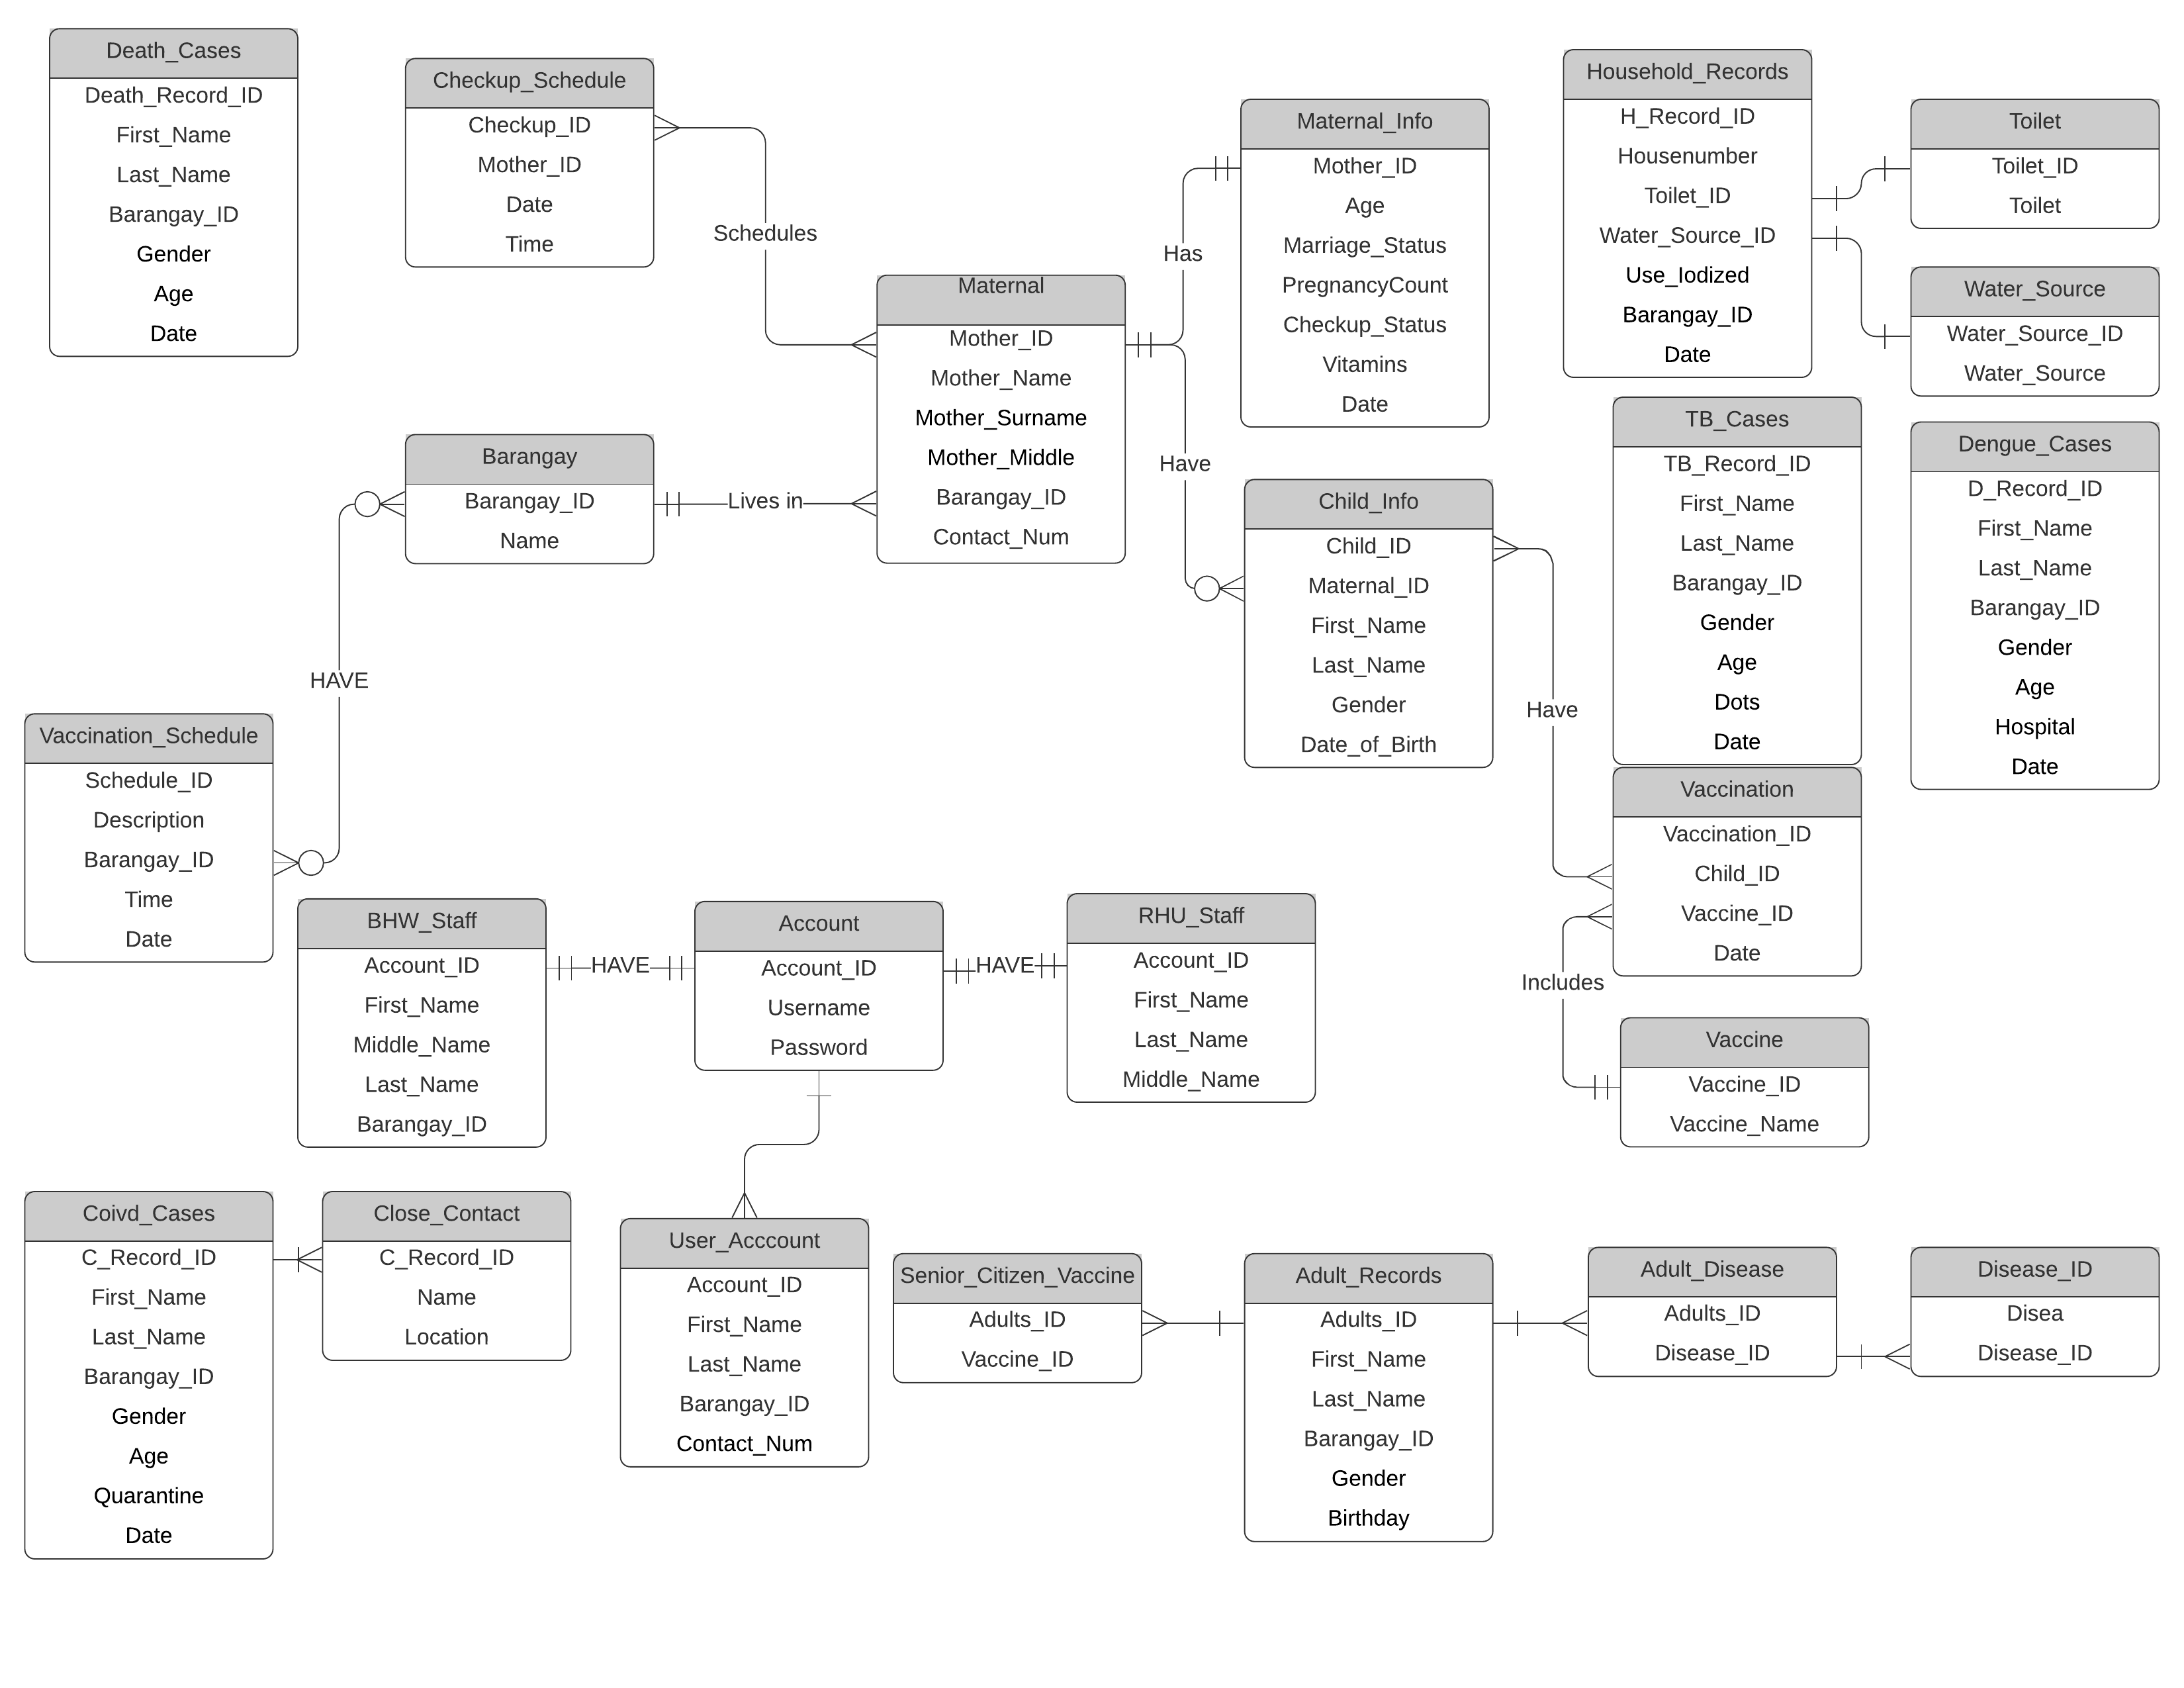 Death_Cases
Death_Record_ID
First_Name
Last_Name
Barangay_ID
Gender
Age
Date
Checkup_Schedule
Checkup_ID
Mother_ID
Date
Time
Schedules
Maternal
Mother_ID
Mother_Name
Mother_Surname
Mother_Middle
Barangay_ID
Contact_Num
Has
Have
Maternal_Info
Mother_ID
Age
Marriage_Status
PregnancyCount
Checkup_Status
Vitamins
Date
Household_Records
H_Record_ID
Housenumber
Toilet_ID
Water_Source_ID
Use_Iodized
Barangay_ID
Date
Toilet
Toilet_ID
Toilet
Water_Source
Water_Source_ID
Water_Source
Barangay
Barangay_ID
Name
Lives in
HAVE
Child_Info
Child_ID
Maternal_ID
First_Name
Last_Name
Gender
Date_of_Birth
Have
TB_Cases
TB_Record_ID
First_Name
Last_Name
Barangay_ID
Gender
Age
Dots
Date
Dengue_Cases
D_Record_ID
First_Name
Last_Name
Barangay_ID
Gender
Age
Hospital
Date
Vaccination_Schedule
Schedule_ID
Description
Barangay_ID
Time
Date
Vaccination
Vaccination_ID
Child_ID
Vaccine_ID
Date
Includes
Vaccine
Vaccine_ID
Vaccine_Name
BHW_Staff
Account_ID
First_Name
Middle_Name
Last_Name
Barangay_ID
HAVE
Account
Account_ID
Username
Password
HAVE
RHU_Staff
Account_ID
First_Name
Last_Name
Middle_Name
Coivd_Cases
C_Record_ID
First_Name
Last_Name
Barangay_ID
Gender
Age
Quarantine
Date
Close_Contact
C_Record_ID
Name
Location
User_Acccount
Account_ID
First_Name
Last_Name
Barangay_ID
Contact_Num
Senior_Citizen_Vaccine
Adults_ID
Vaccine_ID
Adult_Records
Adults_ID
First_Name
Last_Name
Barangay_ID
Gender
Birthday
Adult_Disease
Adults_ID
Disease_ID
Disease_ID
Disea
Disease_ID